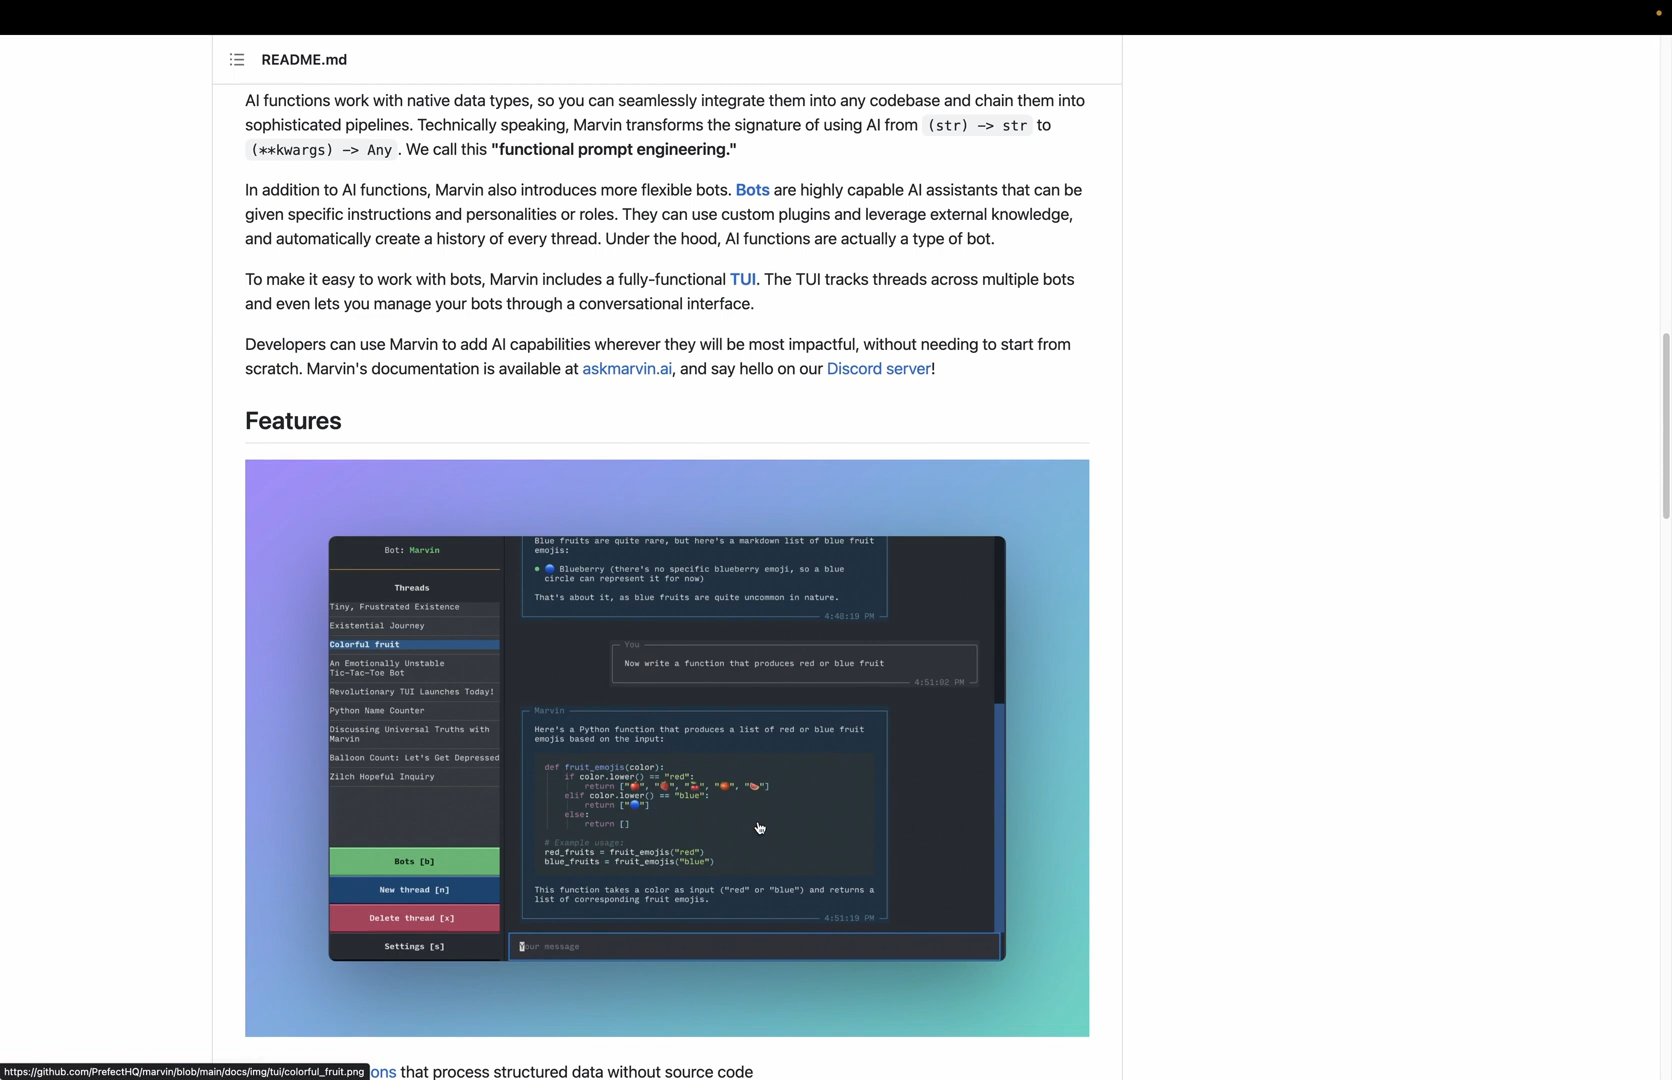 README.md
AI functions work with native data types, so you can seamlessly integrate them into any codebase and chain them into
sophisticated pipelines. Technically speaking, Marvin transforms the signature of using AI from (str) -> str to
(**kwargs) -> Any . We call this "functional prompt engineering."
In addition to AI functions, Marvin also introduces more flexible bots. Bots are highly capable AI assistants that can be
given specific instructions and personalities or roles. They can use custom plugins and leverage external knowledge,
and automatically create a history of every thread. Under the hood, AI functions are actually a type of bot.
To make it easy to work with bots, Marvin includes a fully-functional TUI. The TUI tracks threads across multiple bots
and even lets you manage your bots through a conversational interface.
Developers can use Marvin to add AI capabilities wherever they will be most impactful, without needing to start from
scratch. Marvin's documentation is available at askmarvin.ai, and say hello on our Discord server!
Features
Bot: Marvin
Threads
Tiny, Frustrated Existence
Existential Journey
Colorful fruit
An Emotionally Unstable
Tic-Tac-Toe Bot
Revolutionary TUI Launches Today!
Python Name Counter
Discussing Universal Truths with
Marvin
Balloon Count: Let's Get Depressed
Zilch Hopeful Inquiry
Bots [b]
New thread [n]
Delete thread [x]
Settings [s]
Blue fruits are quite rare, but here's a markdown list of blue fruit
emojis:
• 🔵 Blueberry (there's no specific blueberry emoji, so a blue
circle can represent it for now)
That's about it, as blue fruits are quite uncommon in nature.
4:48:19 PM
You
Now write a function that produces red or blue fruit
4:51:02 PM
Marvin
Here's a Python function that produces a list of red or blue fruit
emojis based on the input:
def fruit_emojis(color):
if color.lower() == "red":
return ["🍎", "🍓", "🍒", "🍅", "🍉"]
elif color.lower() == "blue":
return ["🔵"]
else:
return []
# Example usage:
red_fruits = fruit_emojis("red")
blue_fruits = fruit_emojis("blue")
This function takes a color as input ("red" or "blue") and returns a
list of corresponding fruit emojis.
4:51:19 PM
Your message
ons that process structured data without source code
https://github.com/PrefectHQ/marvin/blob/main/docs/img/tui/colorful_fruit.png